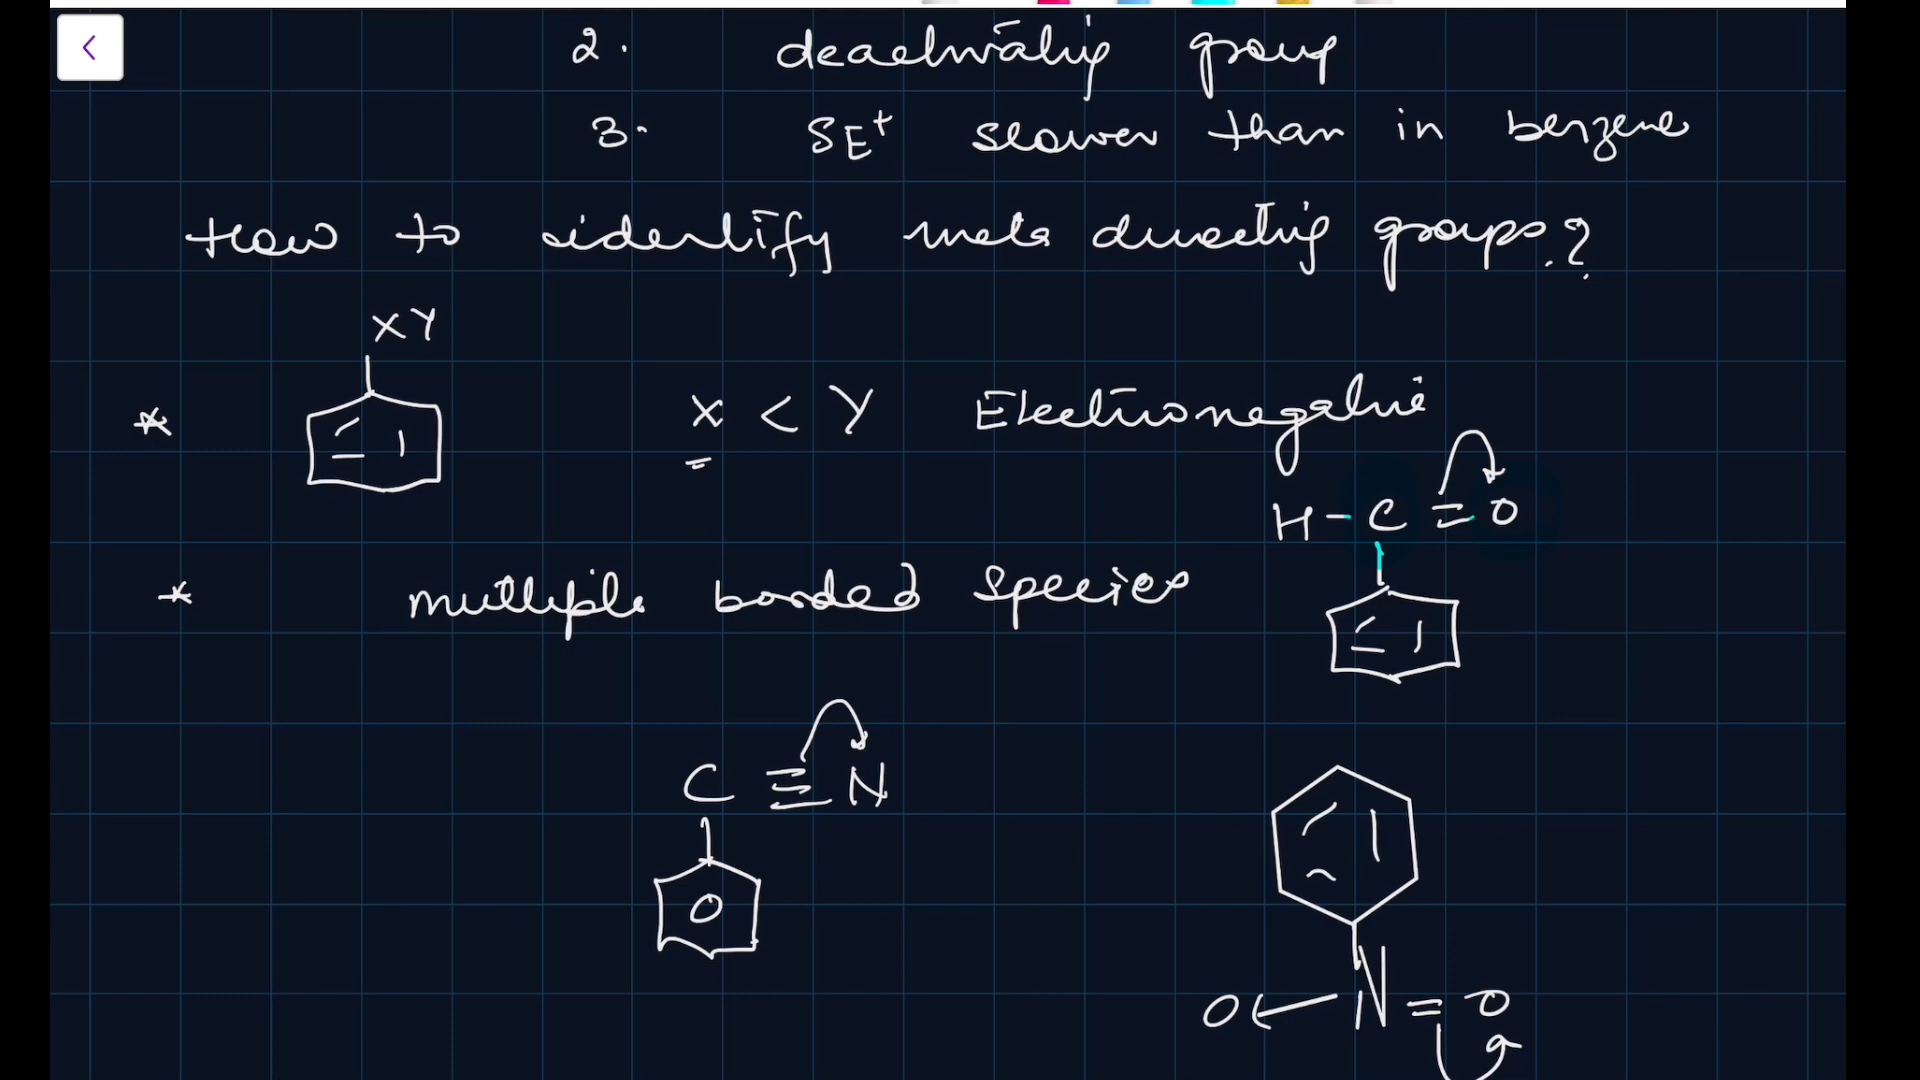 2. deactivating group
3. SE+ slower than in benzene
How to identify meta directing groups?
XY
* X < Y Electronegative
H - C = O
* multiple bonded species
C ≡ N
O ← N = O